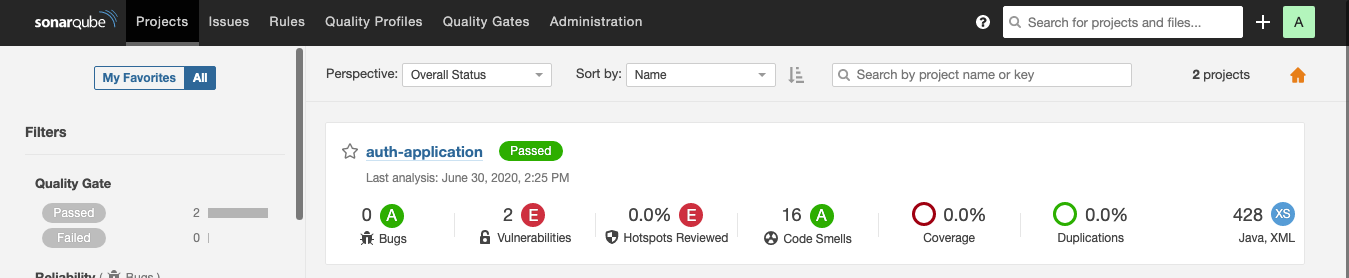 sonarqube Projects Issues Rules Quality Profiles Quality Gates Administration ? Search for projects and files... + A
My Favorites All
Perspective: Overall Status Sort by: Name Search by project name or key 2 projects
Filters
Quality Gate
Passed 2
Failed 0
Reliability ( Bugs )
auth-application Passed
Last analysis: June 30, 2020, 2:25 PM
0 A 2 E 0.0% E 16 A 0.0% 0.0% 428 XS
Bugs Vulnerabilities Hotspots Reviewed Code Smells Coverage Duplications Java, XML